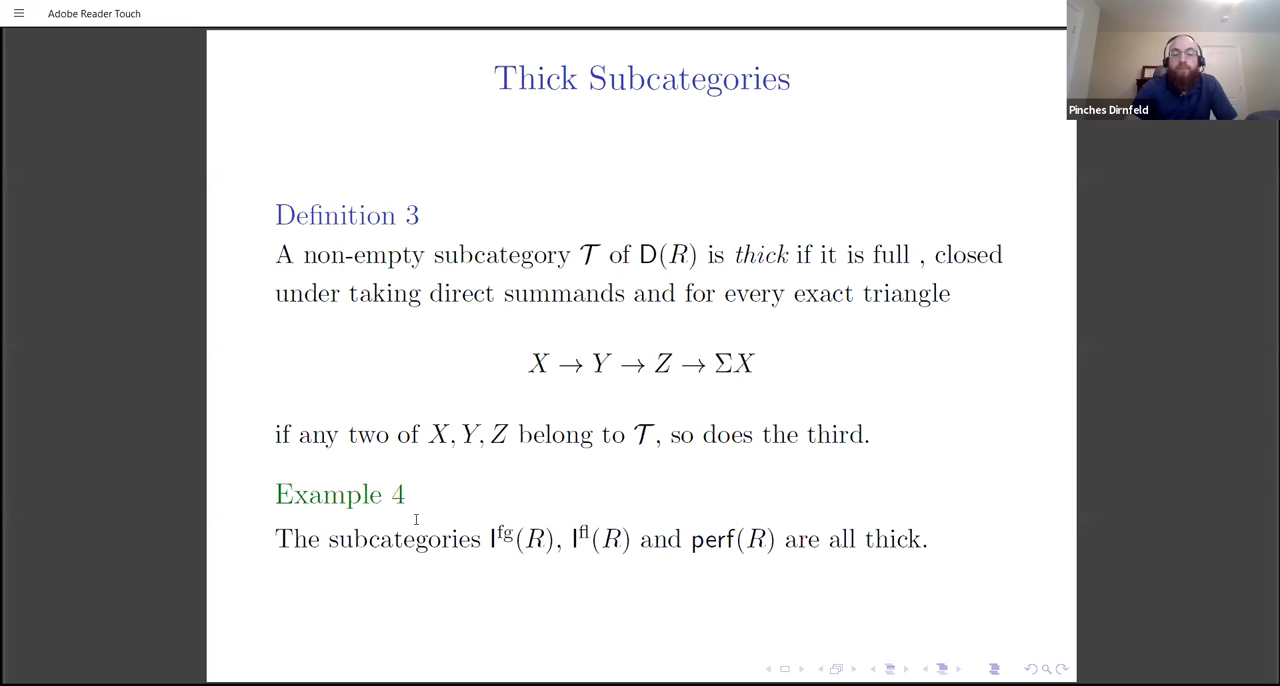 Adobe Reader Touch
Pinches Dirnfeld
Thick Subcategories
Definition 3
A non-empty subcategory 𝒯 of D(R) is thick if it is full , closed
under taking direct summands and for every exact triangle
X → Y → Z → ΣX
if any two of X, Y, Z belong to 𝒯, so does the third.
Example 4
The subcategories I^fg(R), I^fl(R) and perf(R) are all thick.